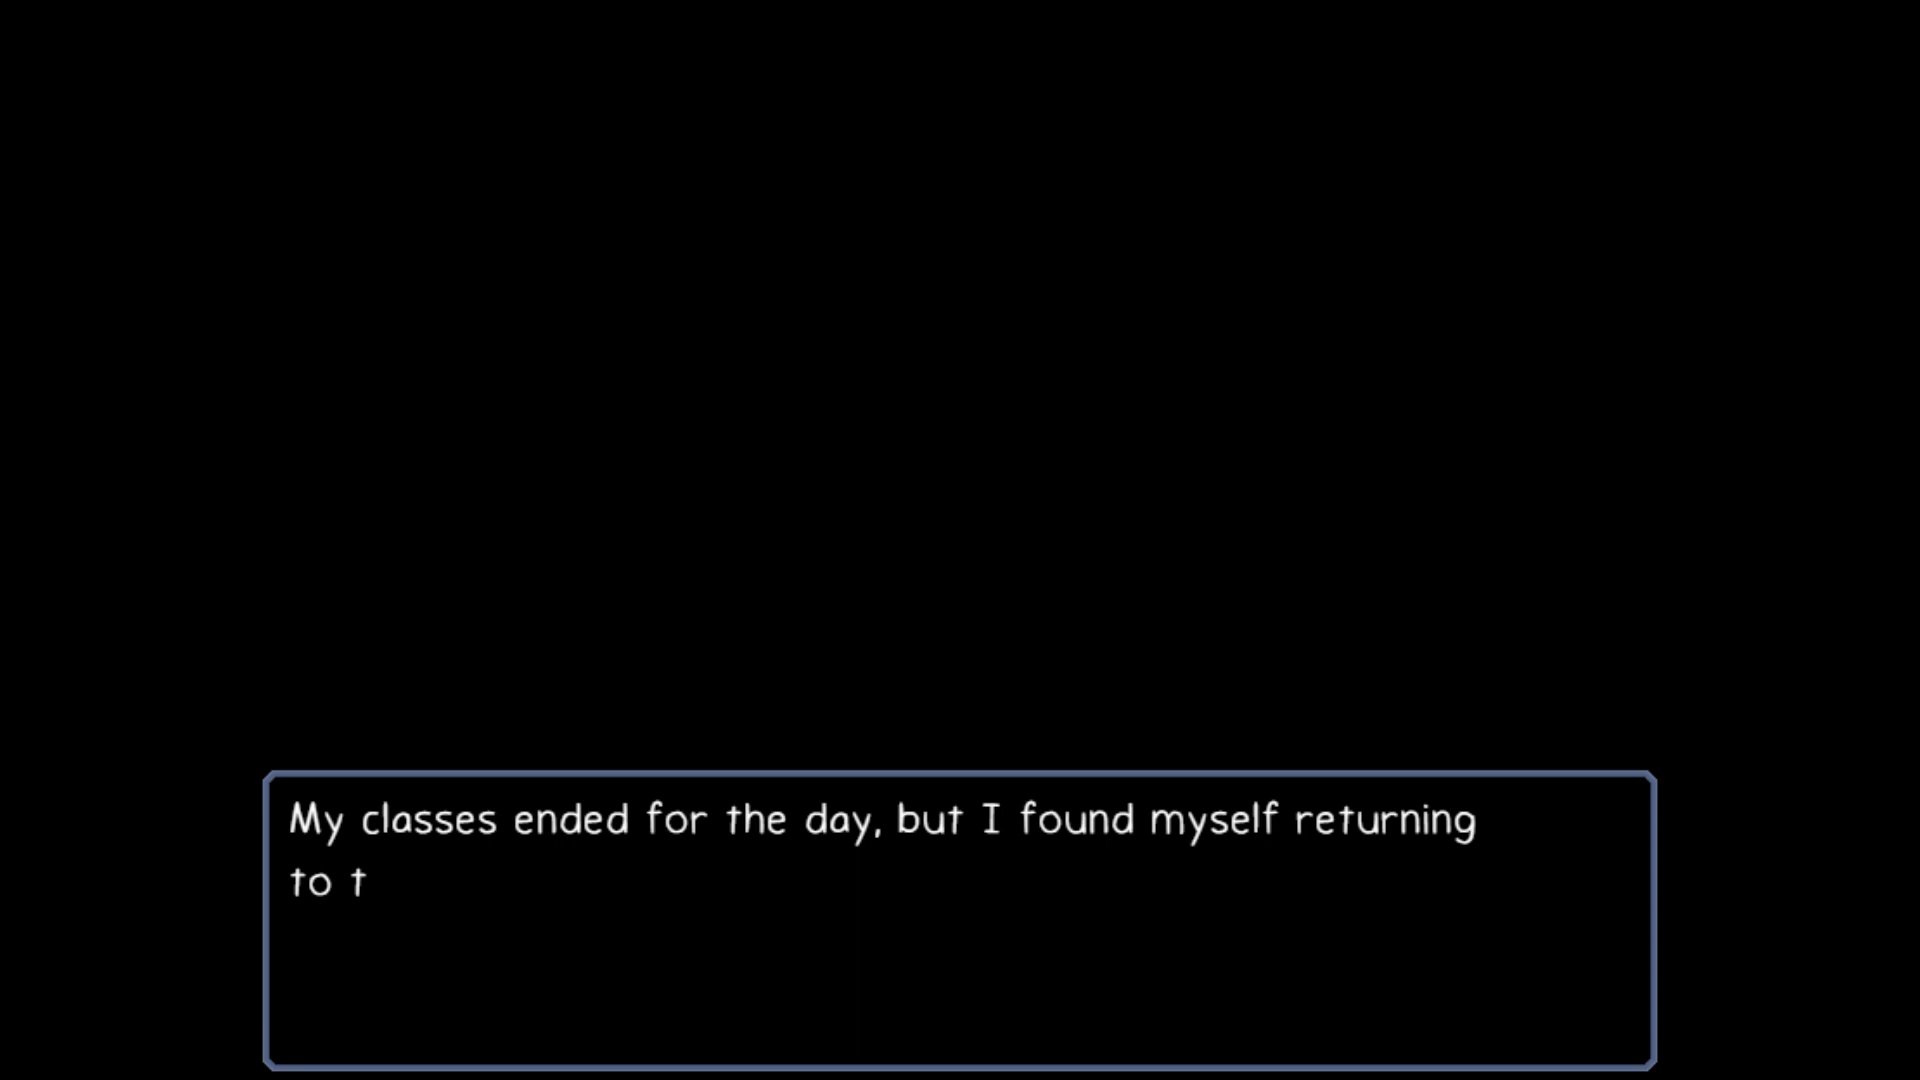 My classes ended for the day, but I found myself returning
to t